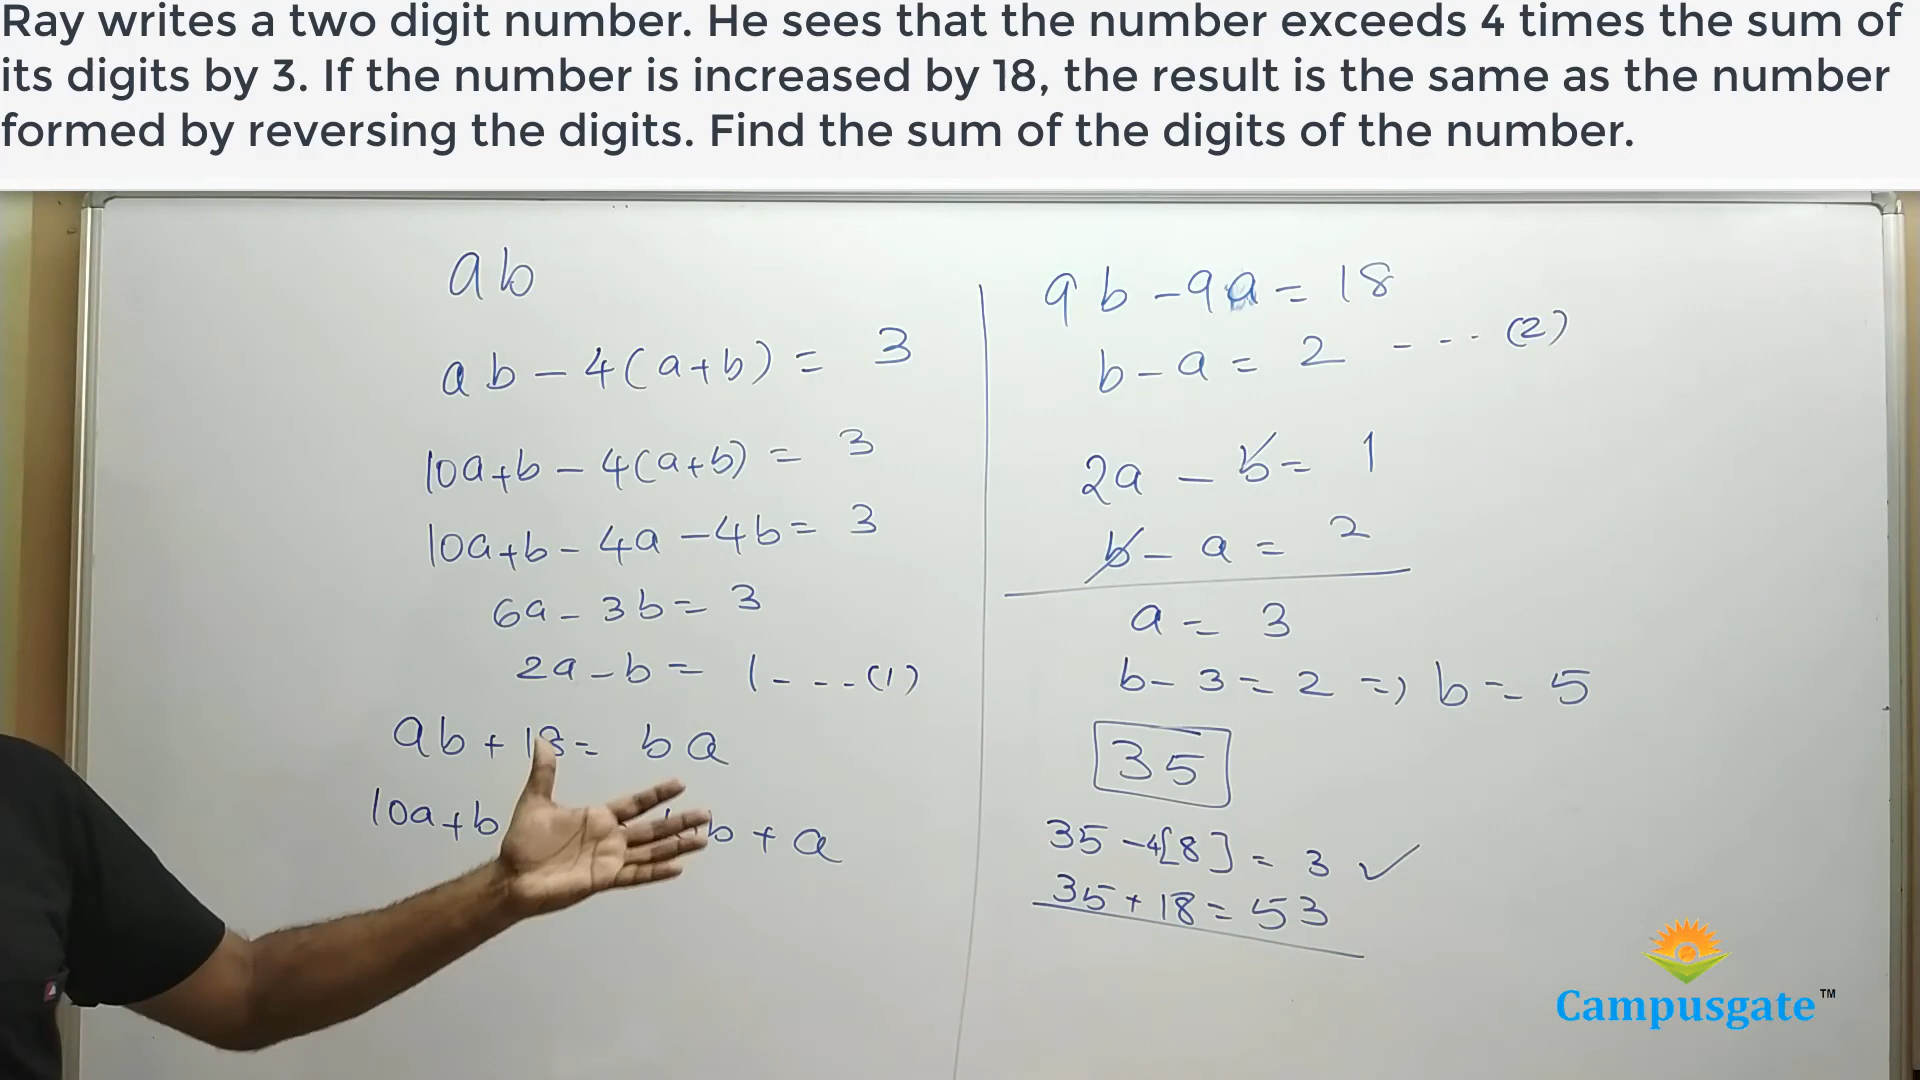 Ray writes a two digit number. He sees that the number exceeds 4 times the sum of
its digits by 3. If the number is increased by 18, the result is the same as the number
formed by reversing the digits. Find the sum of the digits of the number.
ab
ab - 4(a+b) = 3
10a+b - 4(a+b) = 3
10a+b - 4a - 4b = 3
6a - 3b = 3
2a - b = 1 - - - (1)
ab + 18 = ba
10a+b b + a
9b - 9a = 18
b - a = 2 - - - (2)
2a - b = 1
b - a = 2
a = 3
b - 3 = 2 => b = 5
35
35 - 4[8] = 3 ✓
35 + 18 = 53
Campusgate™